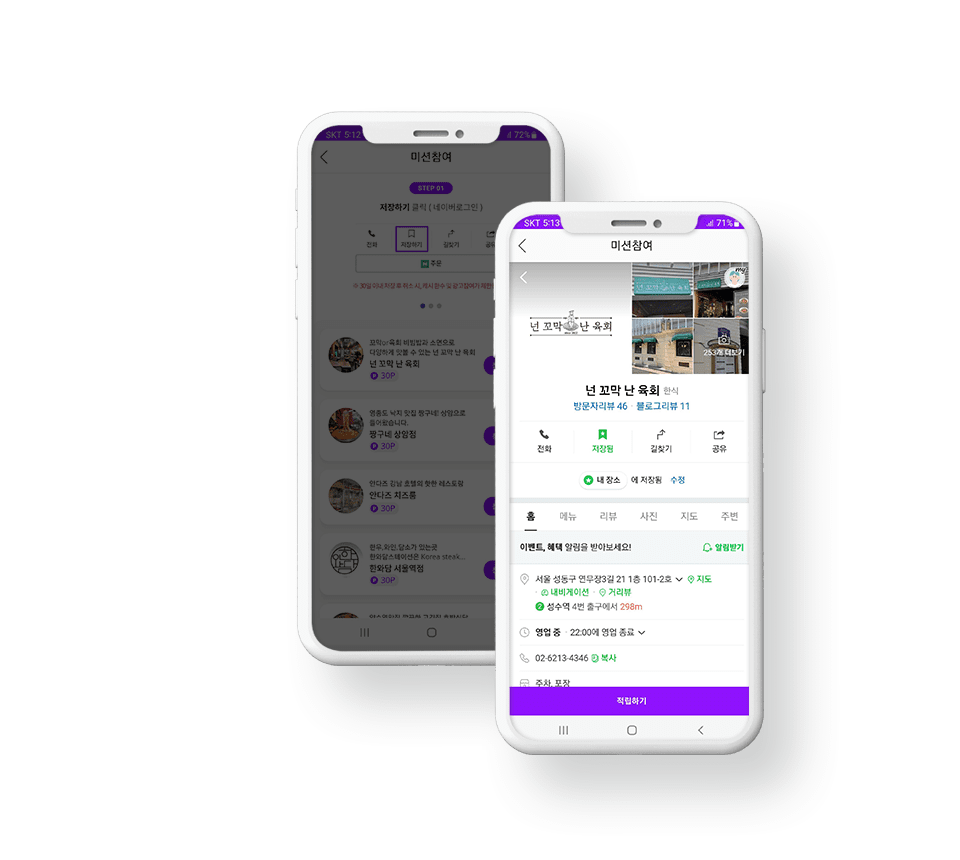 SKT 5:12
72%
미션참여
STEP 01
저장하기 클릭 ( 네이버로그인 )
전화
저장하기
길찾기
주문
꼬막or육회 비빔밥과 소면으로
다양하게 맛볼 수 있는 넌 꼬막 난 육회
넌 꼬막 난 육회
P 30P
영종도 낙지 맛집 짱구네! 상암으로
들어왔습니다.
짱구네 상암점
P 30P
안다즈 강남 호텔의 핫한 레스토랑
안다즈 치즈룸
P 30P
한우,와인,담소가 있는곳
한와담스테이션은 Korea steak...
한와담 서울역점
P 30P
SKT 5:13
71%
미션참여
넌 꼬막 난 육회
my
253개 더보기
넌 꼬막 난 육회 한식
방문자리뷰 46 · 블로그리뷰 11
전화
저장됨
길찾기
공유
내 장소 에 저장됨 수정
홈 메뉴 리뷰 사진 지도 주변
이벤트, 혜택 알림을 받아보세요! 알림받기
서울 성동구 연무장3길 21 1층 101-2호 지도
· 내비게이션 · 거리뷰
2 성수역 4번 출구에서 298m
영업 중 · 22:00에 영업 종료
02-6213-4346 복사
주차, 포장
적립하기